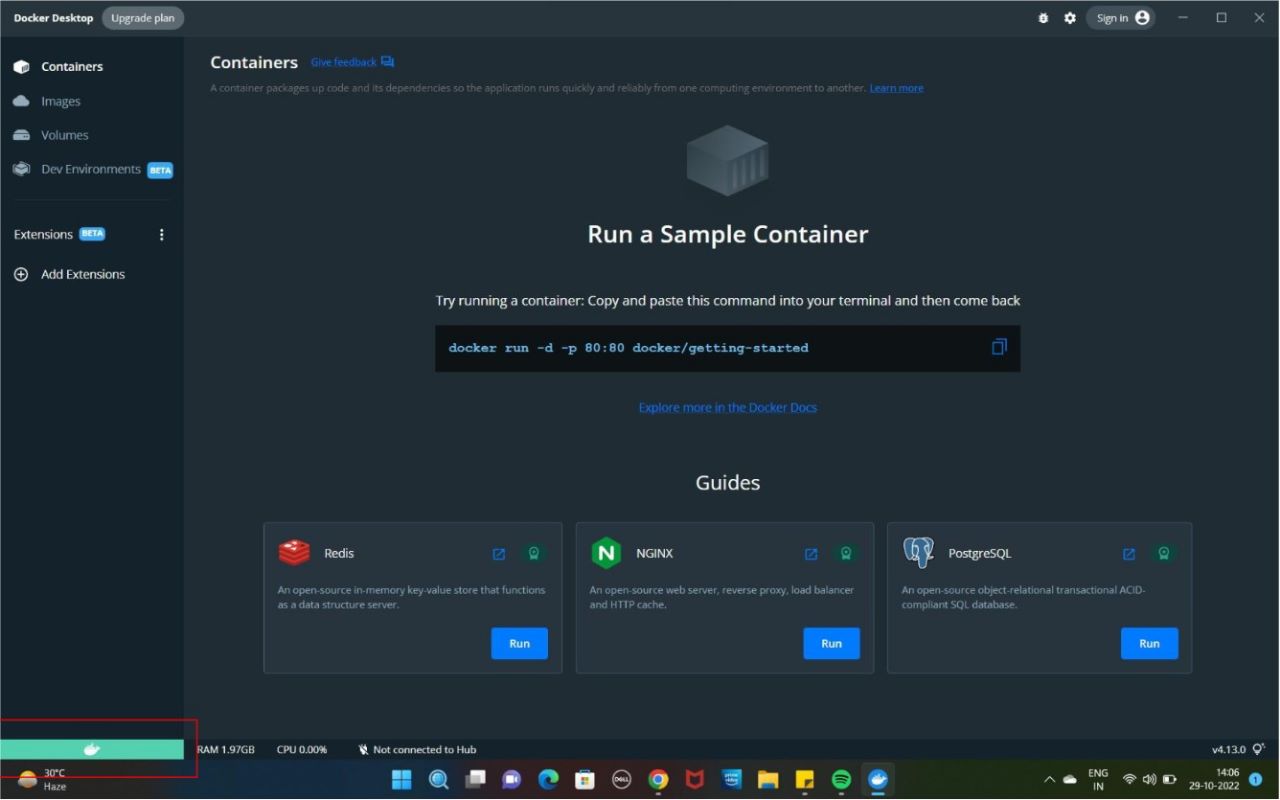 Docker Desktop Upgrade plan Sign in
Containers
Images
Volumes
Dev Environments BETA
Extensions BETA
Add Extensions
Containers Give feedback
A container packages up code and its dependencies so the application runs quickly and reliably from one computing environment to another. Learn more
Run a Sample Container
Try running a container: Copy and paste this command into your terminal and then come back
docker run -d -p 80:80 docker/getting-started
Explore more in the Docker Docs
Guides
Redis
An open-source in-memory key-value store that functions
as a data structure server.
Run
NGINX
An open-source web server, reverse proxy, load balancer
and HTTP cache.
Run
PostgreSQL
An open-source object-relational transactional ACID-
compliant SQL database.
Run
RAM 1.97GB CPU 0.00% Not connected to Hub v4.13.0
30°C
Haze
DELL
prime
video
ENG
IN
14:06
29-10-2022
1